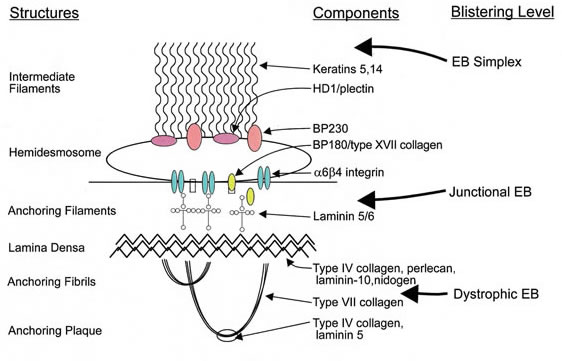 Structures
Components
Blistering Level
EB Simplex
Intermediate
Filaments
Keratins 5,14
HD1/plectin
BP230
BP180/type XVII collagen
Hemidesmosome
α6β4 integrin
Junctional EB
Anchoring Filaments
Laminin 5/6
Lamina Densa
Type IV collagen, perlecan,
laminin-10,nidogen
Anchoring Fibrils
Type VII collagen
Dystrophic EB
Anchoring Plaque
Type IV collagen,
laminin 5